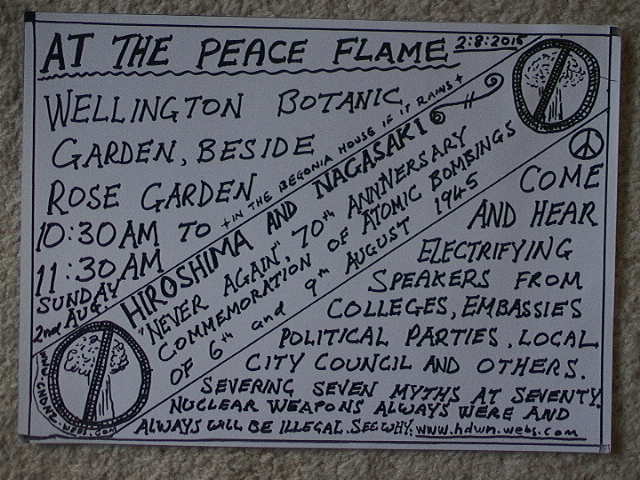 AT THE PEACE FLAME 2:8:2015
WELLINGTON BOTANIC
GARDEN, BESIDE
ROSE GARDEN
10:30AM TO
11:30AM
SUNDAY
2nd AUG.
+IN THE BEGONIA HOUSE IF IT RAINS+
HIROSHIMA AND NAGASAKI
"NEVER AGAIN", 70th ANNIVERSARY
COMMEMORATION OF ATOMIC BOMBINGS
OF 6th and 9th AUGUST 1945
COME
AND HEAR
ELECTRIFYING
SPEAKERS FROM
COLLEGES, EMBASSIES
POLITICAL PARTIES, LOCAL
CITY COUNCIL AND OTHERS.
SEVERING SEVEN MYTHS AT SEVENTY.
NUCLEAR WEAPONS ALWAYS WERE AND
ALWAYS WILL BE ILLEGAL. SEE WHY: www.hdwn.webs.com